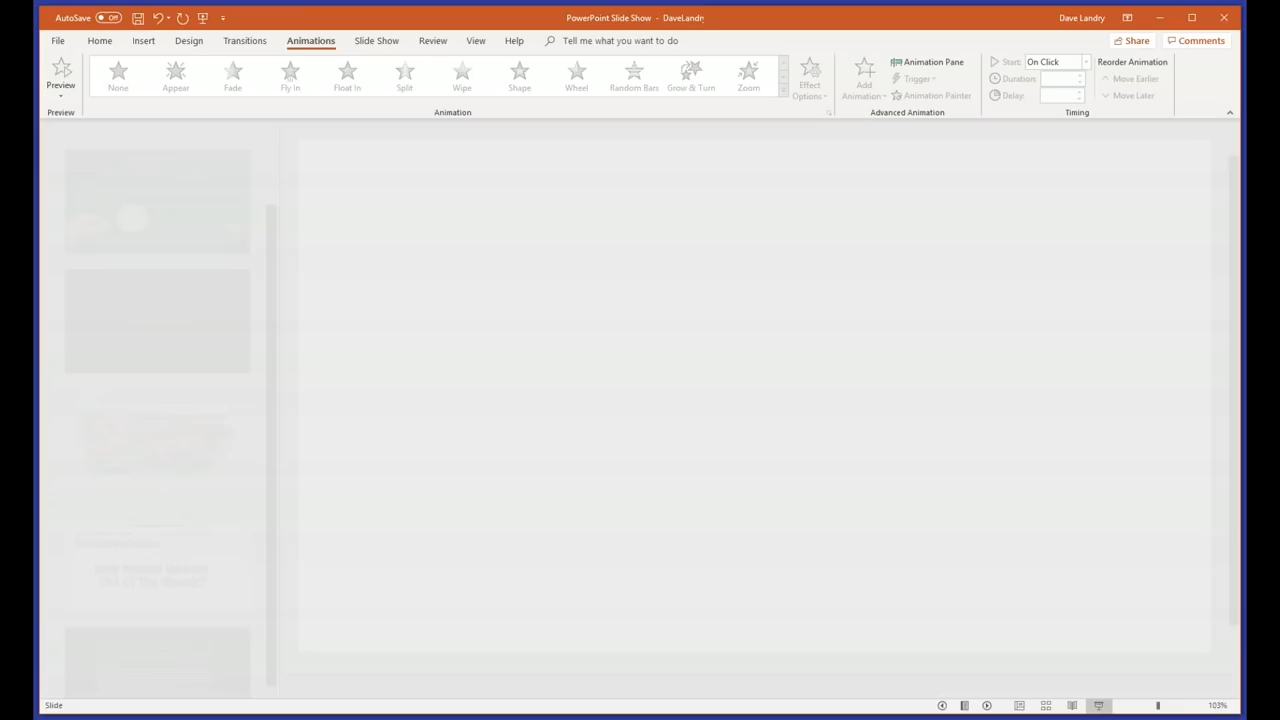 AutoSave Off
PowerPoint Slide Show - DaveLandry
Dave Landry
File Home Insert Design Transitions Animations Slide Show Review View Help Tell me what you want to do
Share Comments
Preview
None Appear Fade Fly In Float In Split Wipe Shape Wheel Random Bars Grow & Turn Zoom
Effect Options
Add Animation
Animation Pane
Trigger
Animation Painter
Start: On Click
Duration:
Delay:
Reorder Animation
Move Earlier
Move Later
Preview Animation Advanced Animation Timing
Slide
103%